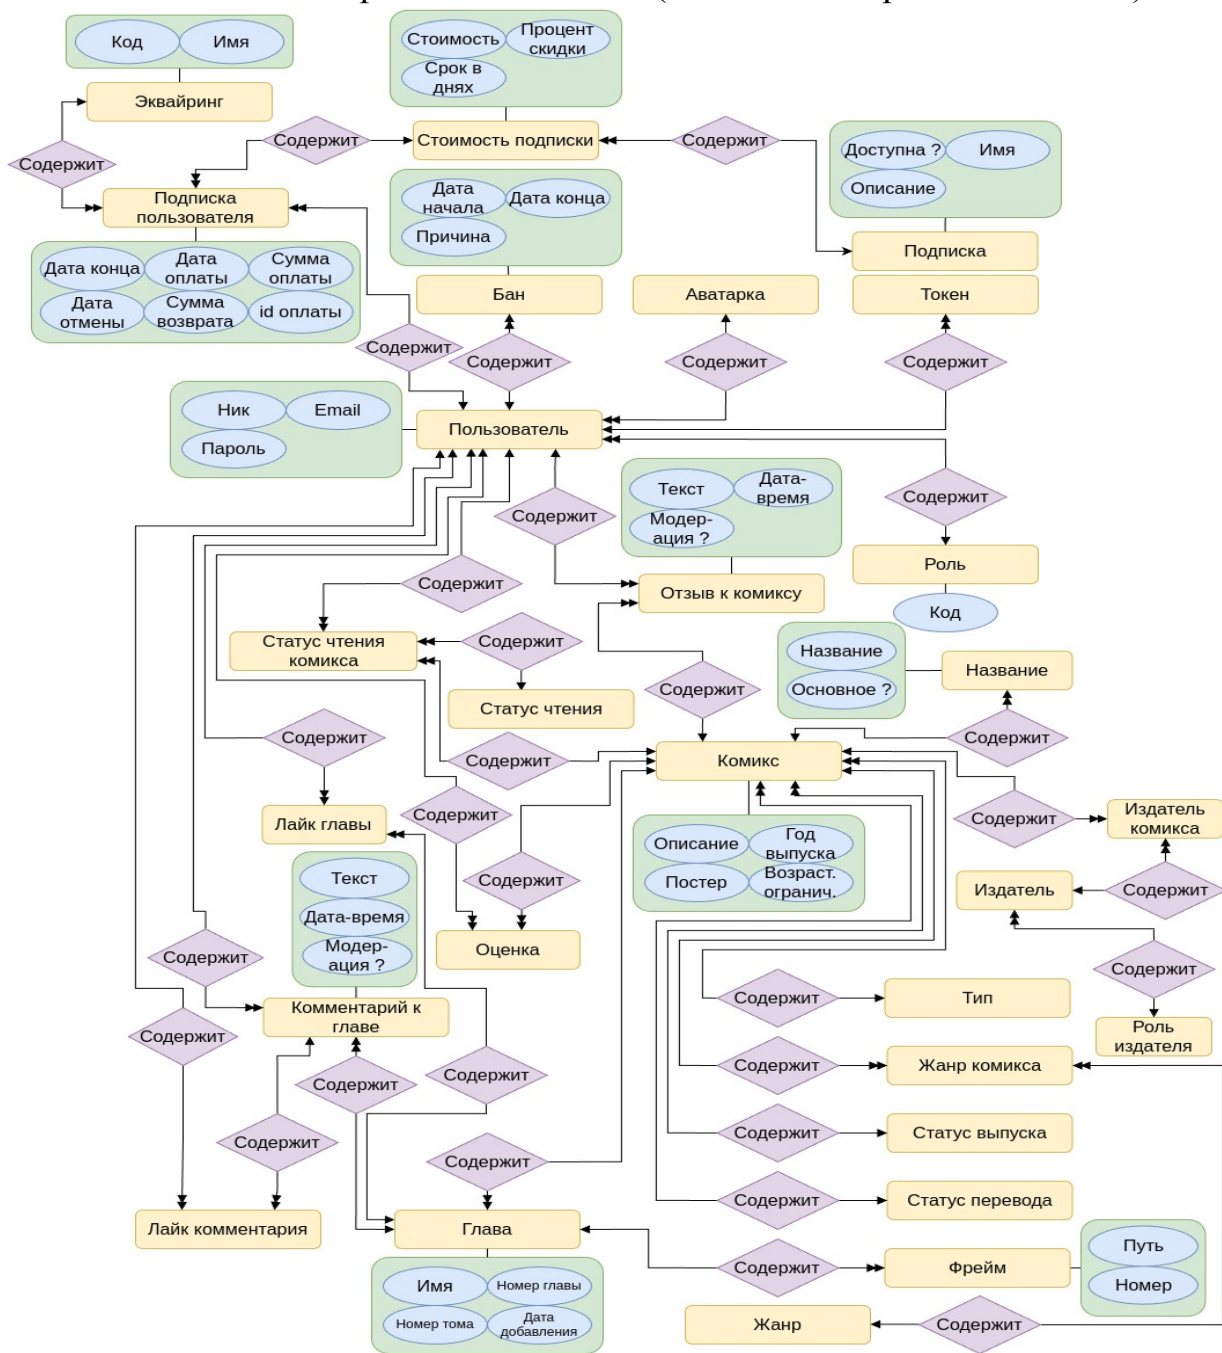 Код
Имя
Эквайринг
Содержит
Содержит
Стоимость
Процент
скидки
Срок в
днях
Стоимость подписки
Содержит
Доступна ?
Имя
Описание
Подписка
Подписка
пользователя
Дата конца
Дата
оплаты
Сумма
оплаты
Дата
отмены
Сумма
возврата
id оплаты
Дата
начала
Дата конца
Причина
Бан
Аватарка
Токен
Содержит
Содержит
Содержит
Содержит
Ник
Email
Пароль
Пользователь
Содержит
Текст
Дата-
время
Модер-
ация ?
Содержит
Роль
Код
Содержит
Отзыв к комиксу
Статус чтения
комикса
Содержит
Статус чтения
Содержит
Название
Основное ?
Название
Содержит
Содержит
Содержит
Комикс
Лайк главы
Содержит
Описание
Год
выпуска
Постер
Возраст.
огранич.
Содержит
Издатель
комикса
Текст
Дата-время
Модер-
ация ?
Содержит
Издатель
Содержит
Оценка
Содержит
Содержит
Комментарий к
главе
Содержит
Тип
Роль
издателя
Содержит
Содержит
Содержит
Содержит
Жанр комикса
Содержит
Содержит
Статус выпуска
Содержит
Содержит
Статус перевода
Лайк комментария
Глава
Содержит
Фрейм
Путь
Номер
Имя
Номер главы
Номер тома
Дата
добавления
Жанр
Содержит